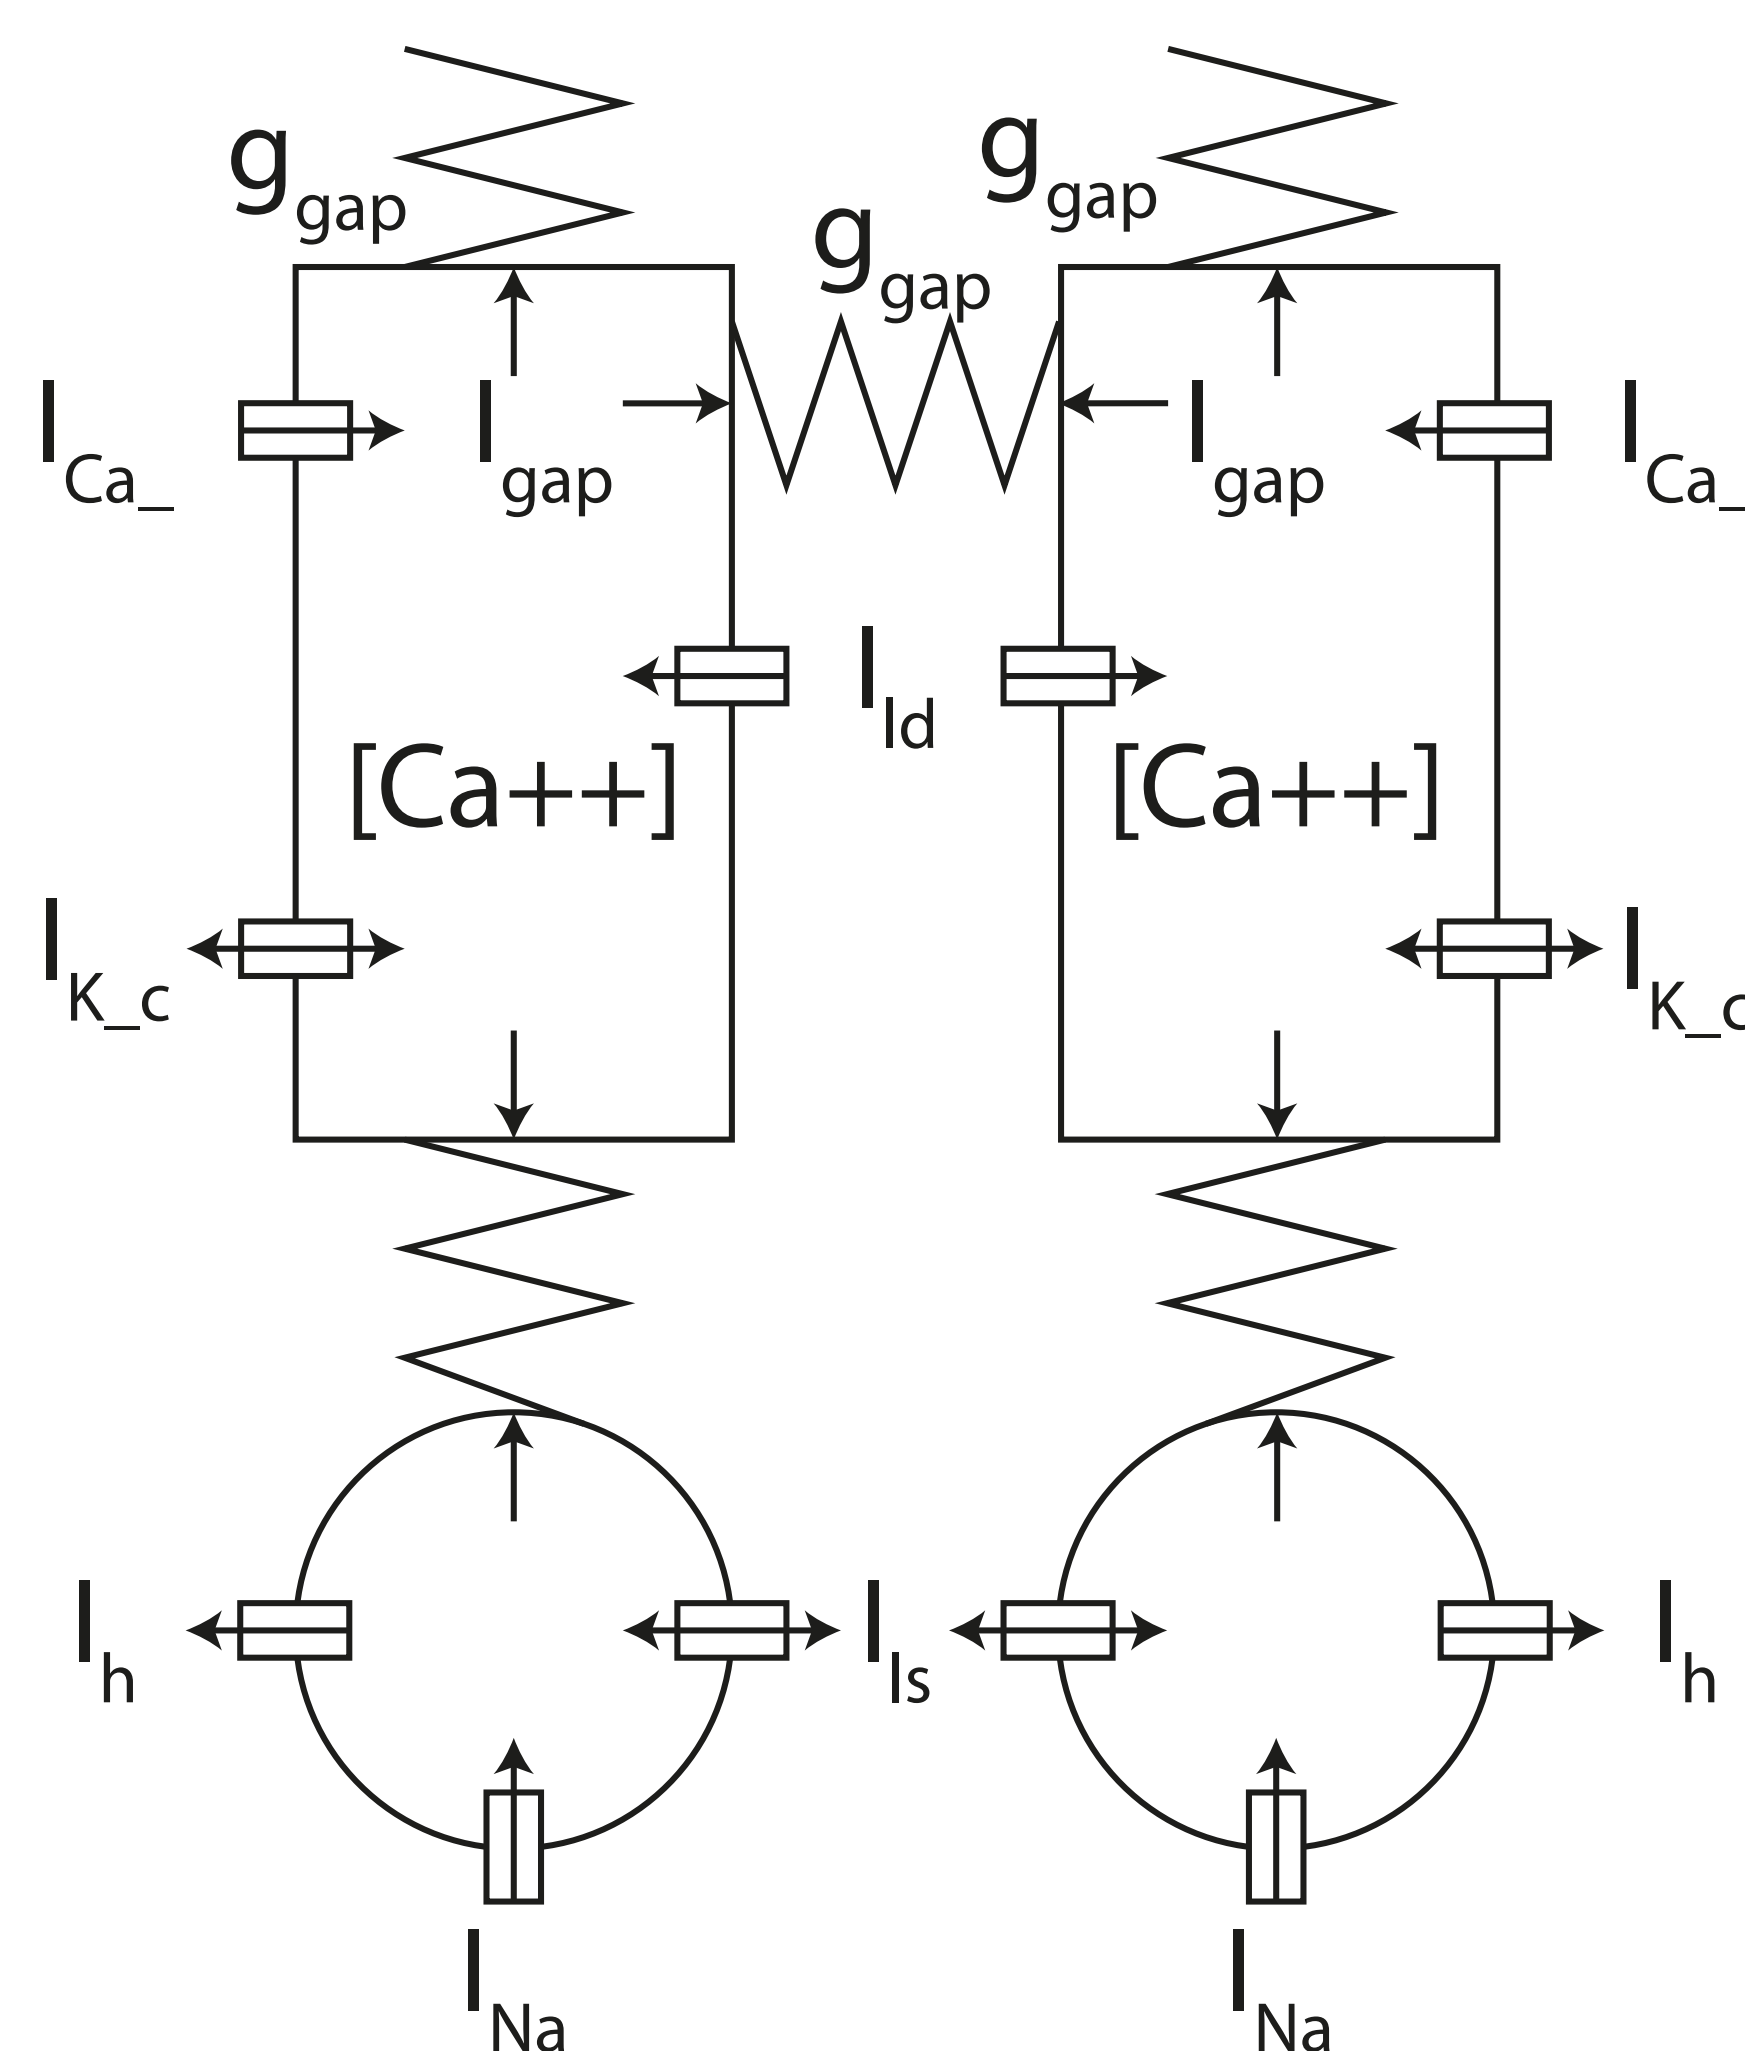 g gap
g gap
g gap
I Ca_
I gap
I gap
I Ca_
I ld
[Ca++]
[Ca++]
I K_c
I K_c
I h
I ls
I h
I Na
I Na